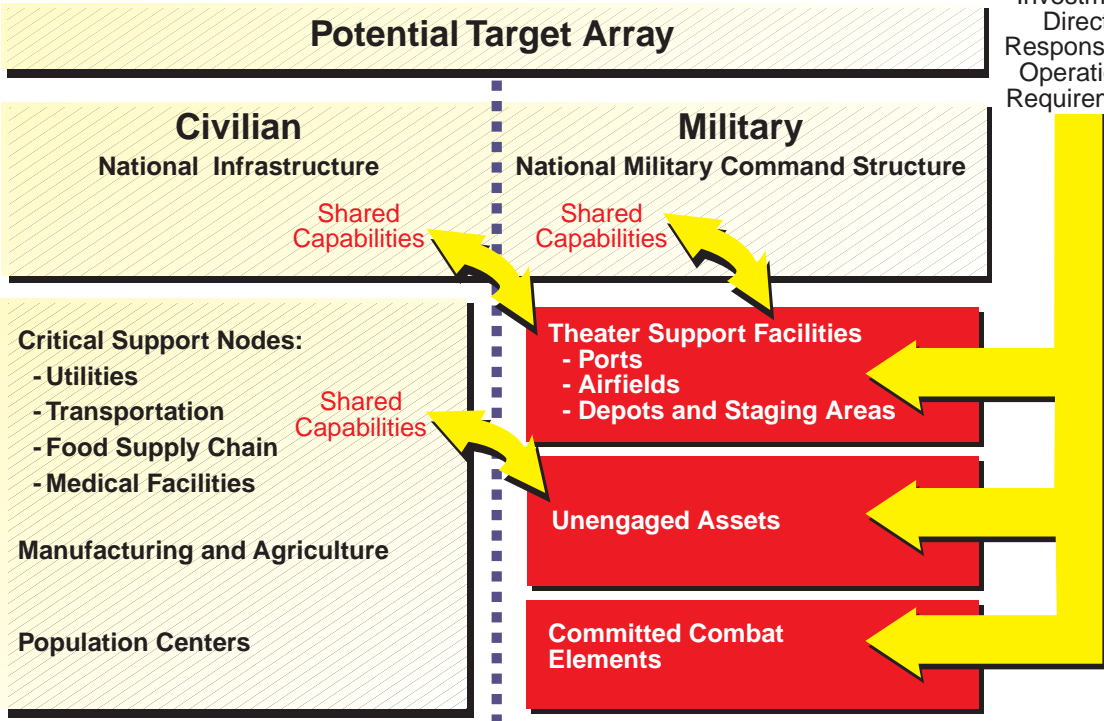 Potential Target Array
Direct
Civilian
National Infrastructure
Military
National Military Command Structure
Shared
Capabilities
Shared
Capabilities
Critical Support Nodes:
- Utilities
- Transportation
- Food Supply Chain
- Medical Facilities
Shared
Capabilities
Manufacturing and Agriculture
Population Centers
Theater Support Facilities
- Ports
- Airfields
- Depots and Staging Areas
Unengaged Assets
Committed Combat
Elements